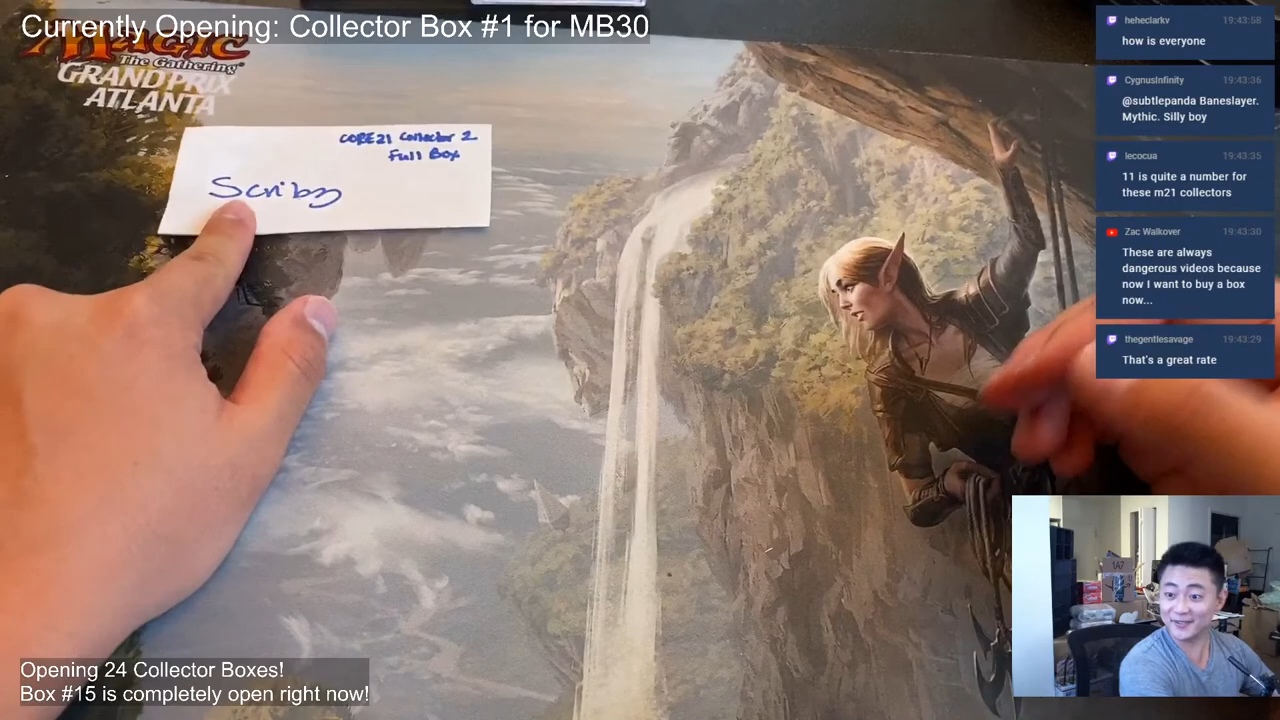 Currently Opening: Collector Box #1 for MB30
MAGIC
The Gathering
GRAND PRIX
ATLANTA
CORE21 Collector 2
Full Box
Scribz
heheclarkv 19:43:58
how is everyone
CygnusInfinity 19:43:36
@subtlepanda Baneslayer.
Mythic. Silly boy
lecocua 19:43:35
11 is quite a number for
these m21 collectors
Zac Walkover 19:43:30
These are always
dangerous videos because
now I want to buy a box
now...
thegentlesavage 19:43:29
That's a great rate
1A7
Opening 24 Collector Boxes!
Box #15 is completely open right now!